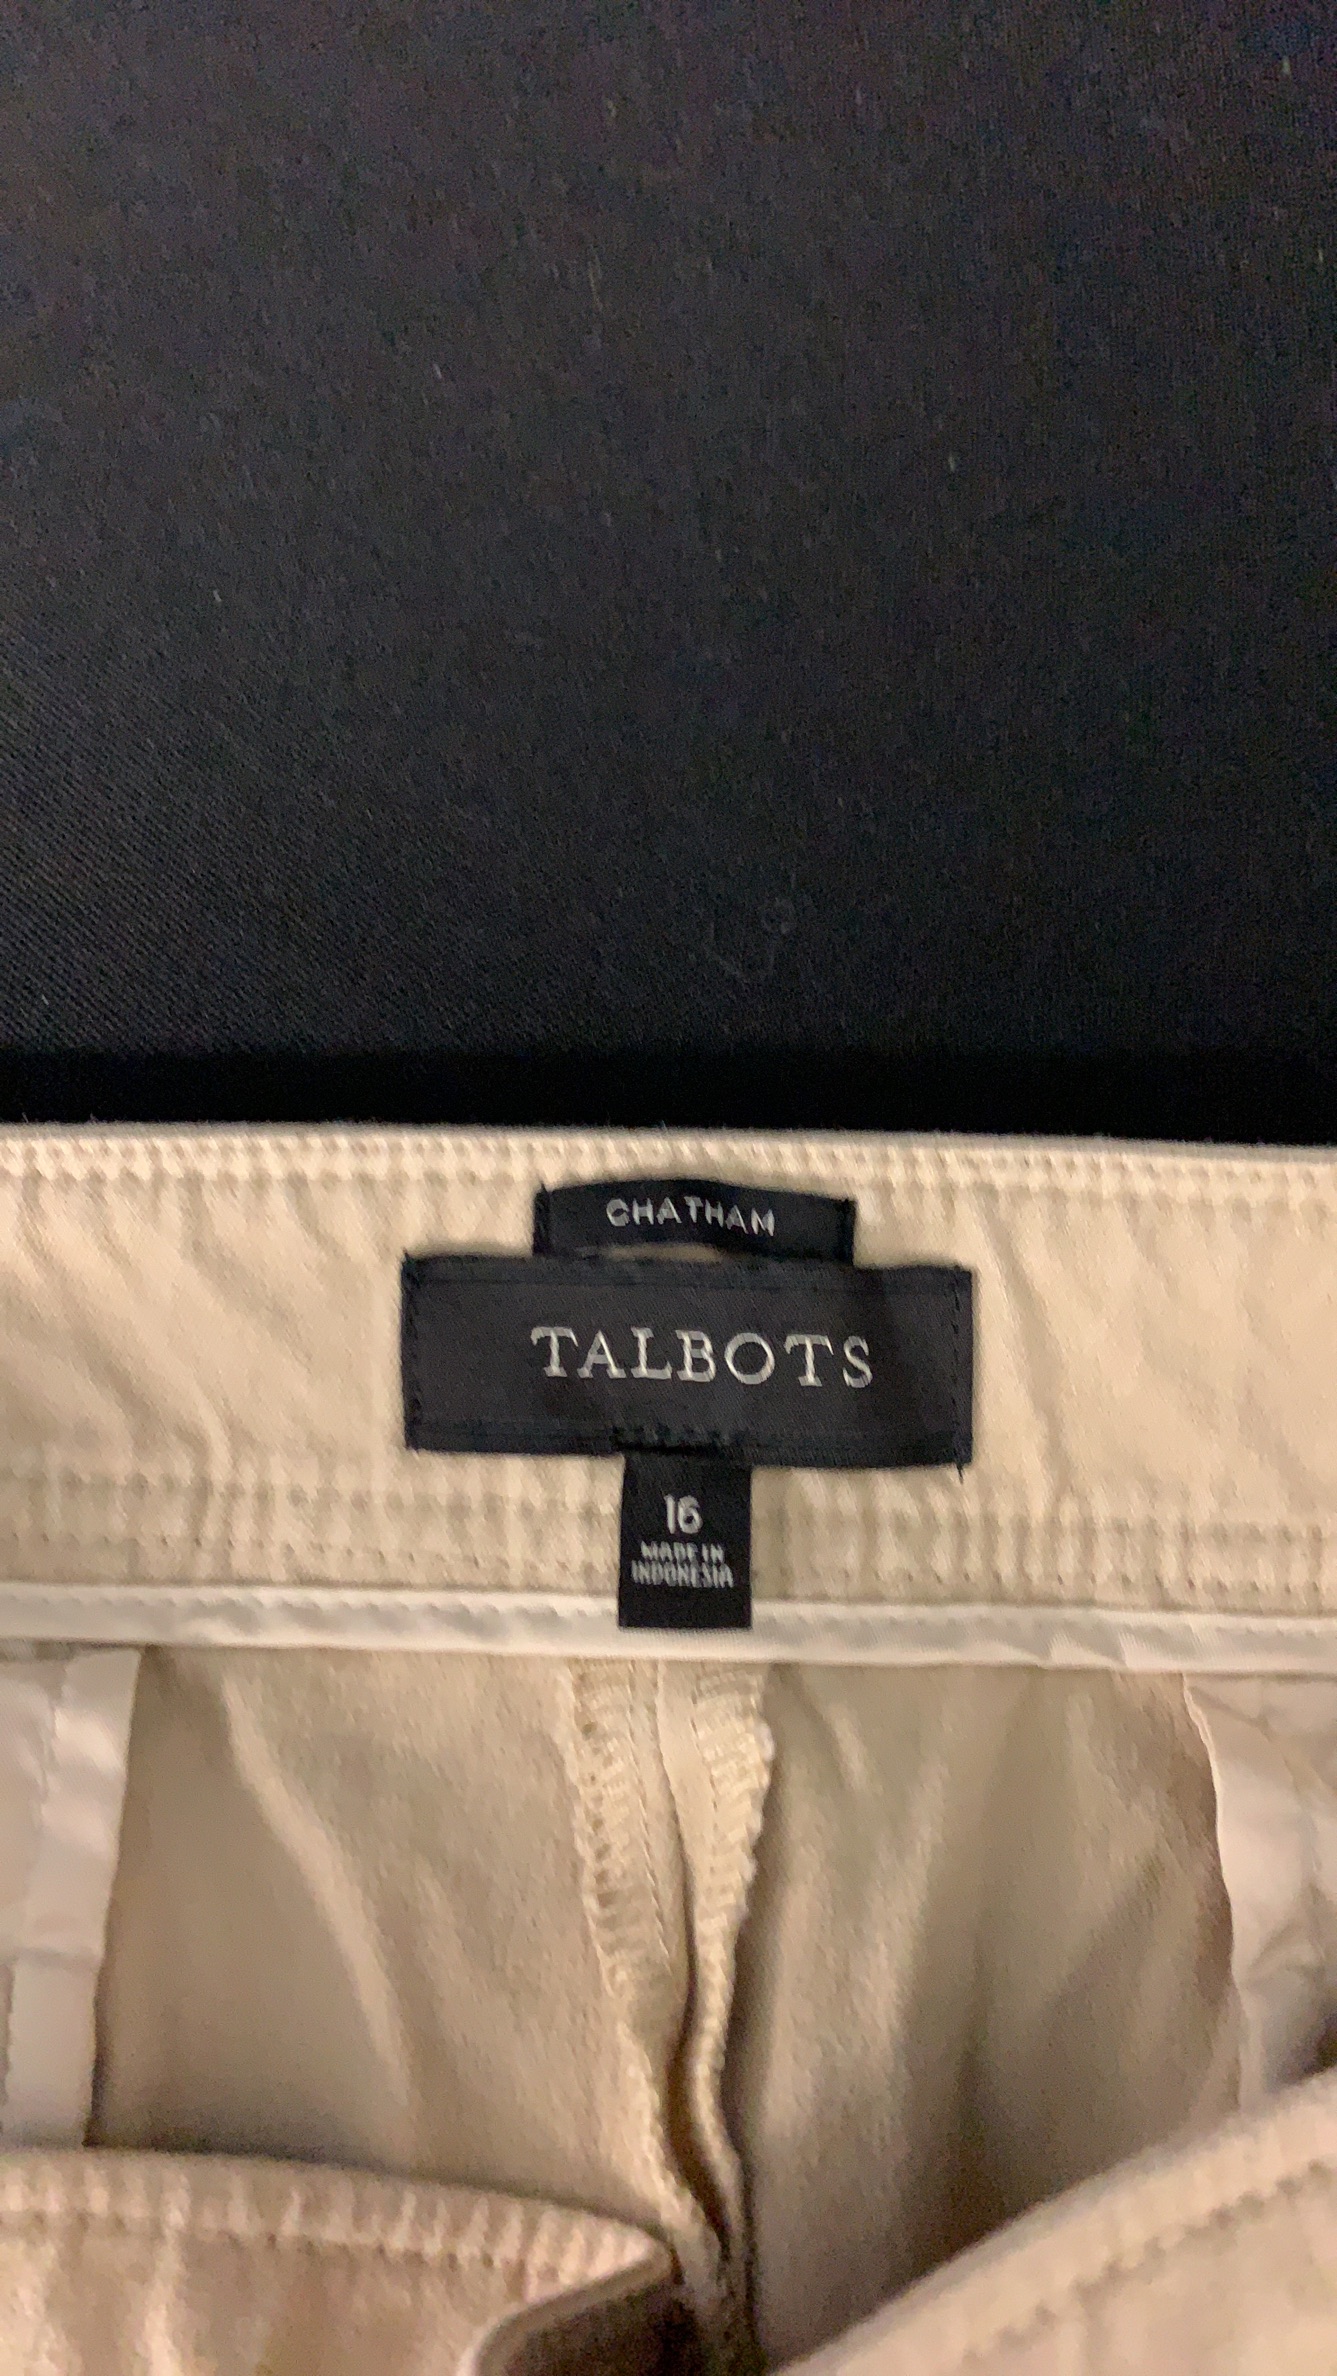 CHATHAM
TALBOTS
16
MADE IN
INDONESIA